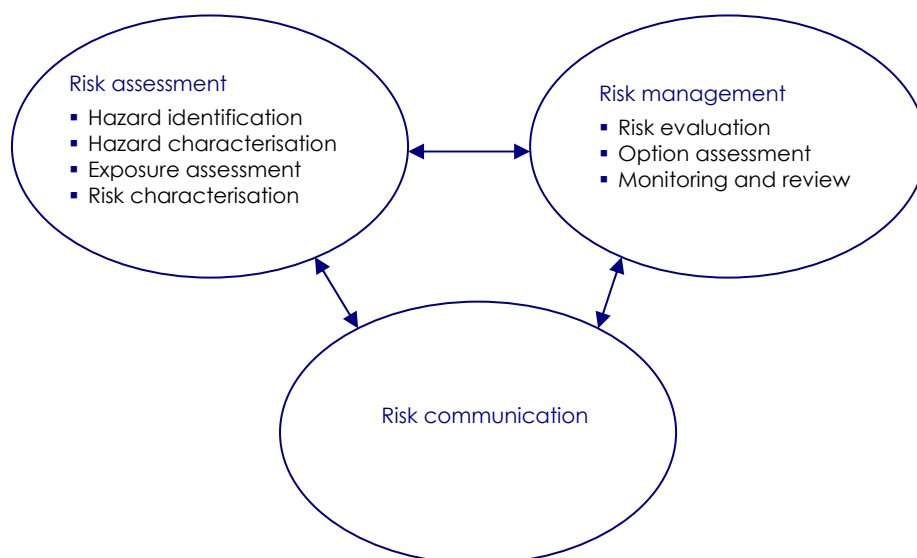 Risk assessment
▪ Hazard identification
▪ Hazard characterisation
▪ Exposure assessment
▪ Risk characterisation
Risk management
▪ Risk evaluation
▪ Option assessment
▪ Monitoring and review
Risk communication